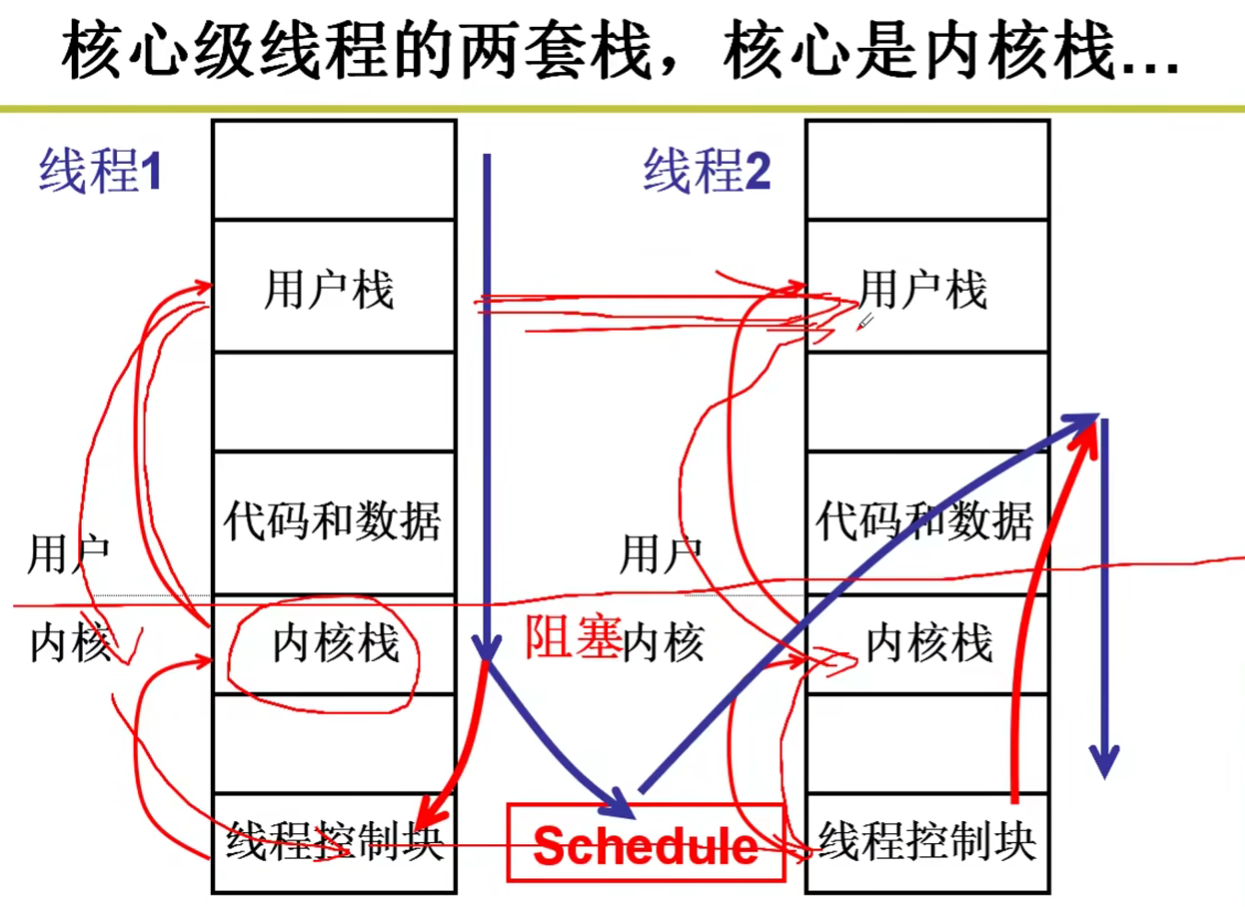 核心级线程的两套栈，核心是内核栈…
线程1
线程2
用户栈
用户栈
代码和数据
代码和数据
用户
用户
内核
内核栈
阻塞
内核
内核栈
线程控制块
Schedule
线程控制块